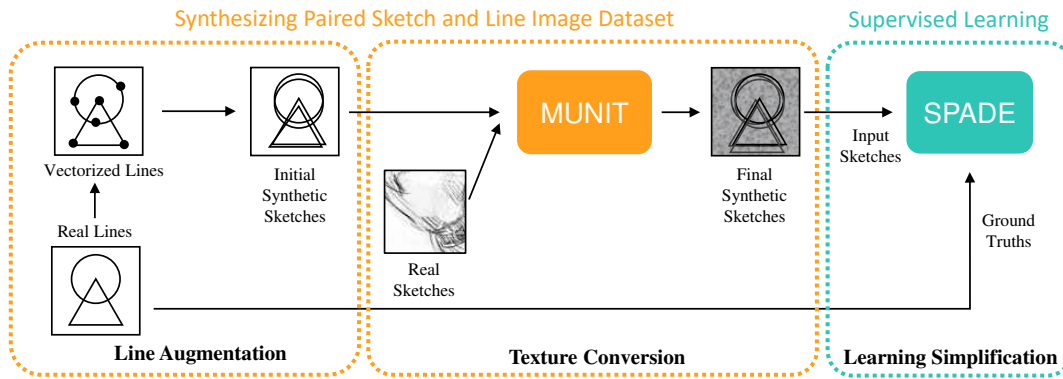 Synthesizing Paired Sketch and Line Image Dataset
Supervised Learning
Vectorized Lines
Real Lines
Initial
Synthetic
Sketches
Line Augmentation
MUNIT
Real
Sketches
Final
Synthetic
Sketches
Texture Conversion
Input
Sketches
SPADE
Ground
Truths
Learning Simplification